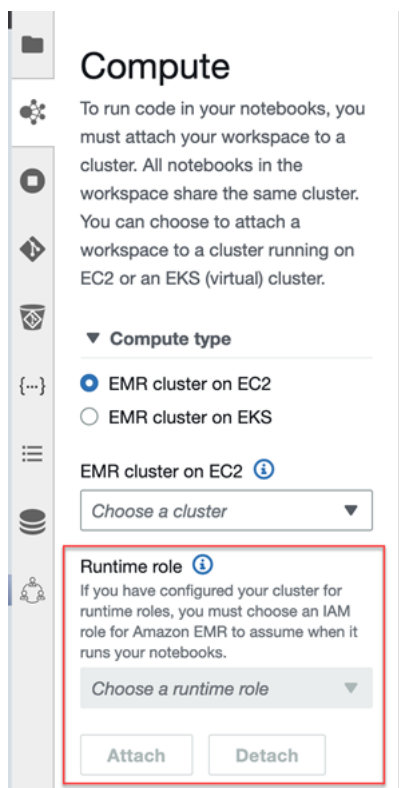 Compute
To run code in your notebooks, you
must attach your workspace to a
cluster. All notebooks in the
workspace share the same cluster.
You can choose to attach a
workspace to a cluster running on
EC2 or an EKS (virtual) cluster.
Compute type
EMR cluster on EC2
EMR cluster on EKS
EMR cluster on EC2
Choose a cluster
Runtime role
If you have configured your cluster for
runtime roles, you must choose an IAM
role for Amazon EMR to assume when it
runs your notebooks.
Choose a runtime role
Attach Detach